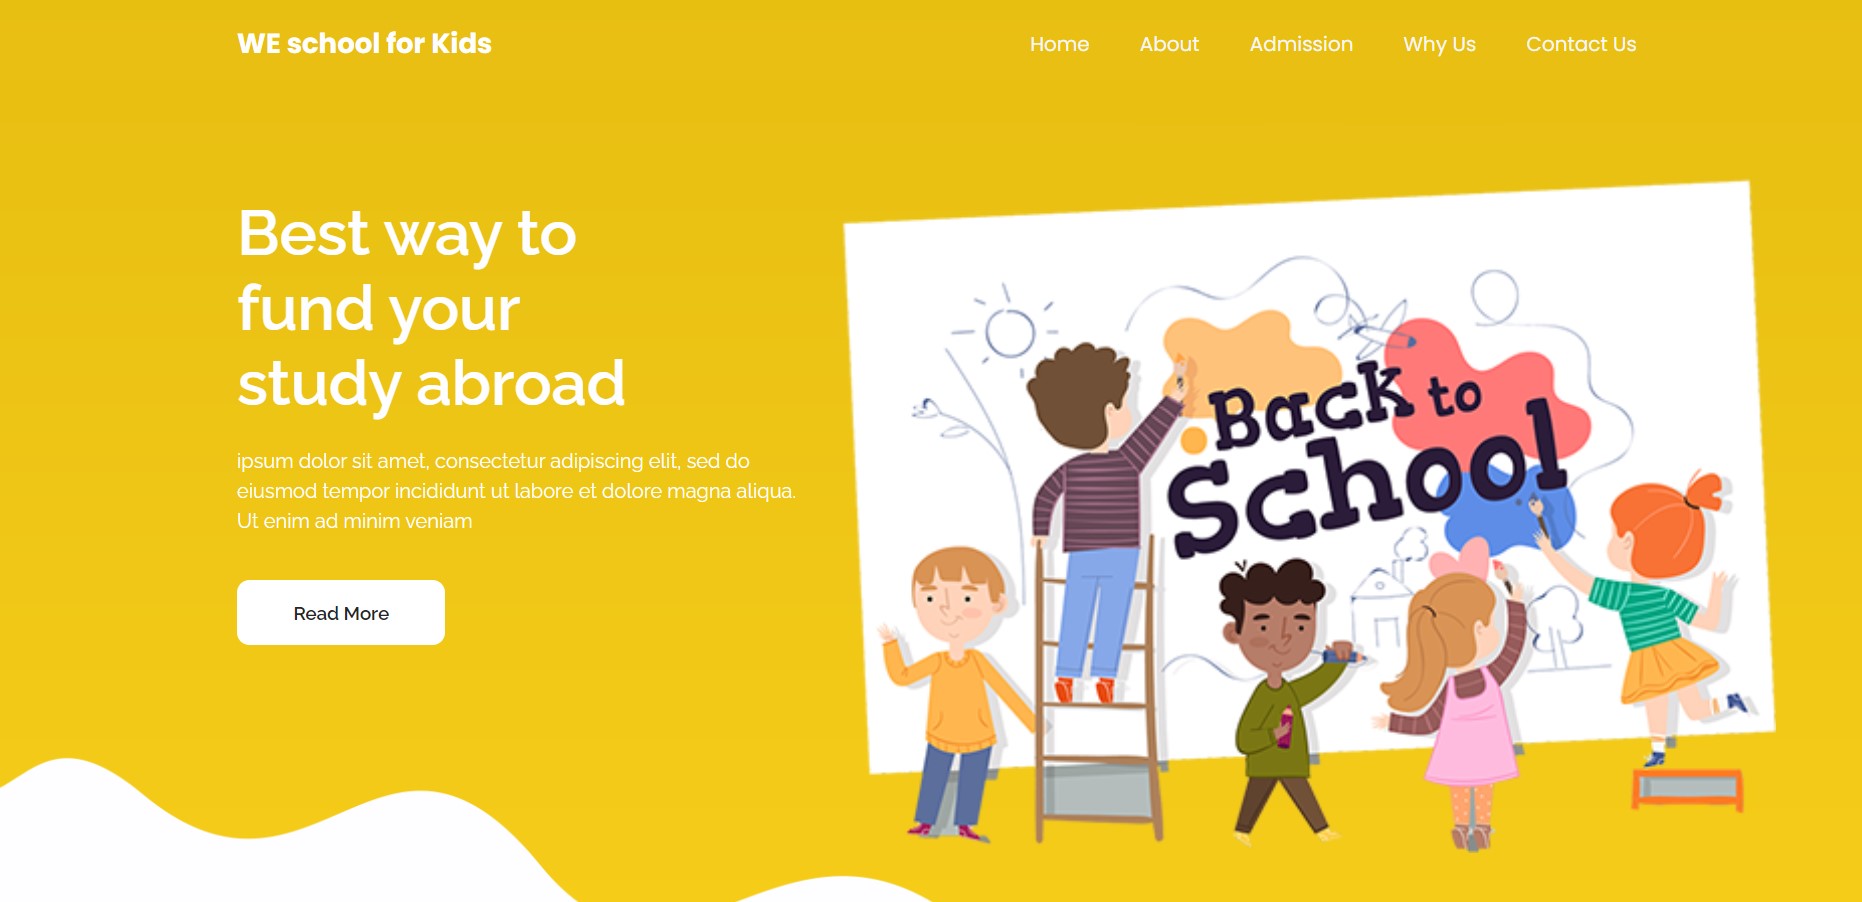 WE school for Kids
Home
About
Admission
Why Us
Contact Us
Best way to
fund your
study abroad
ipsum dolor sit amet, consectetur adipiscing elit, sed do
eiusmod tempor incididunt ut labore et dolore magna aliqua.
Ut enim ad minim veniam
Read More
Back to
School